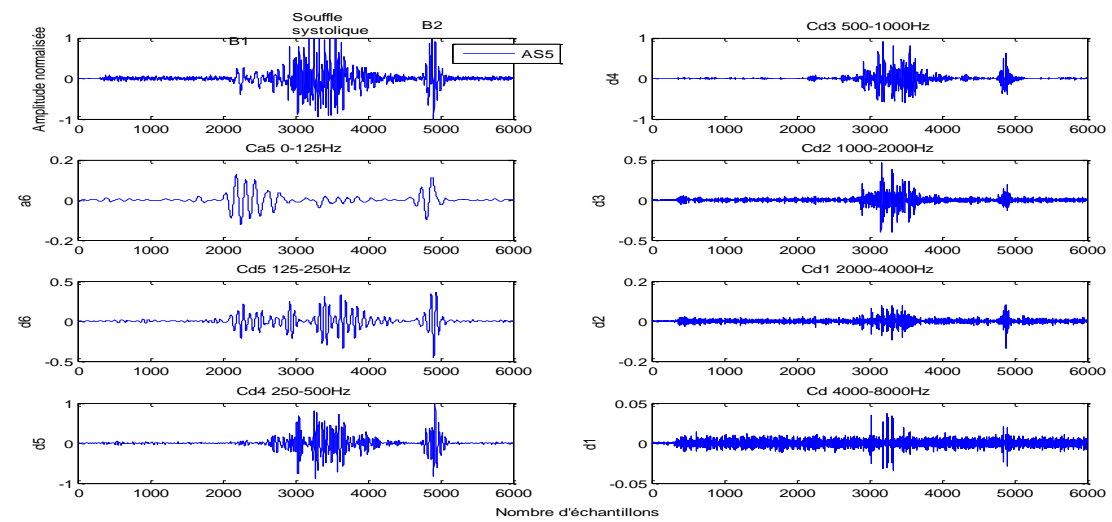 Souffle
systolique
B1
B2
AS5
Amplitude normalisée
1
0
-1
0 1000 2000 3000 4000 5000 6000
Ca5 0-125Hz
a6
0.2
0
-0.2
0 1000 2000 3000 4000 5000 6000
Cd5 125-250Hz
d6
0.5
0
-0.5
0 1000 2000 3000 4000 5000 6000
Cd4 250-500Hz
d5
1
0
-1
0 1000 2000 3000 4000 5000 6000
Cd3 500-1000Hz
d4
1
0
-1
0 1000 2000 3000 4000 5000 6000
Cd2 1000-2000Hz
d3
0.5
0
-0.5
0 1000 2000 3000 4000 5000 6000
Cd1 2000-4000Hz
d2
0.2
0
-0.2
0 1000 2000 3000 4000 5000 6000
Cd 4000-8000Hz
d1
0.05
0
-0.05
0 1000 2000 3000 4000 5000 6000
Nombre d'échantillons